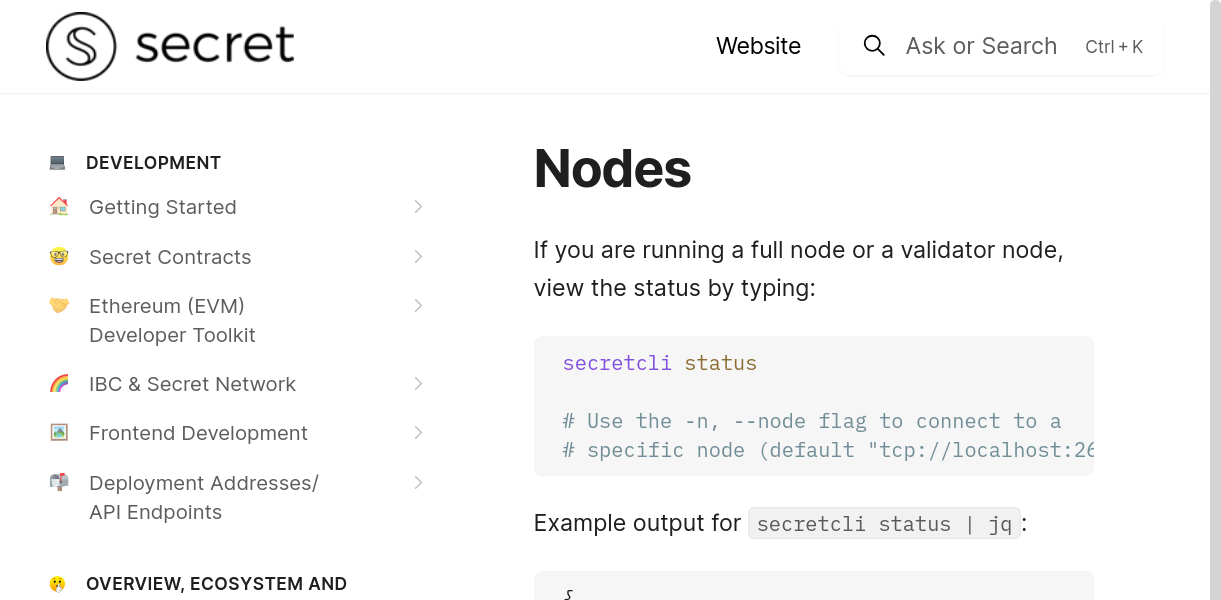 secret
Website
Ask or Search
Ctrl + K
DEVELOPMENT
Getting Started
Secret Contracts
Ethereum (EVM)
Developer Toolkit
IBC & Secret Network
Frontend Development
Deployment Addresses/
API Endpoints
OVERVIEW, ECOSYSTEM AND
Nodes
If you are running a full node or a validator node,
view the status by typing:
secretcli status
# Use the -n, --node flag to connect to a
# specific node (default "tcp://localhost:26
Example output for secretcli status | jq:
{